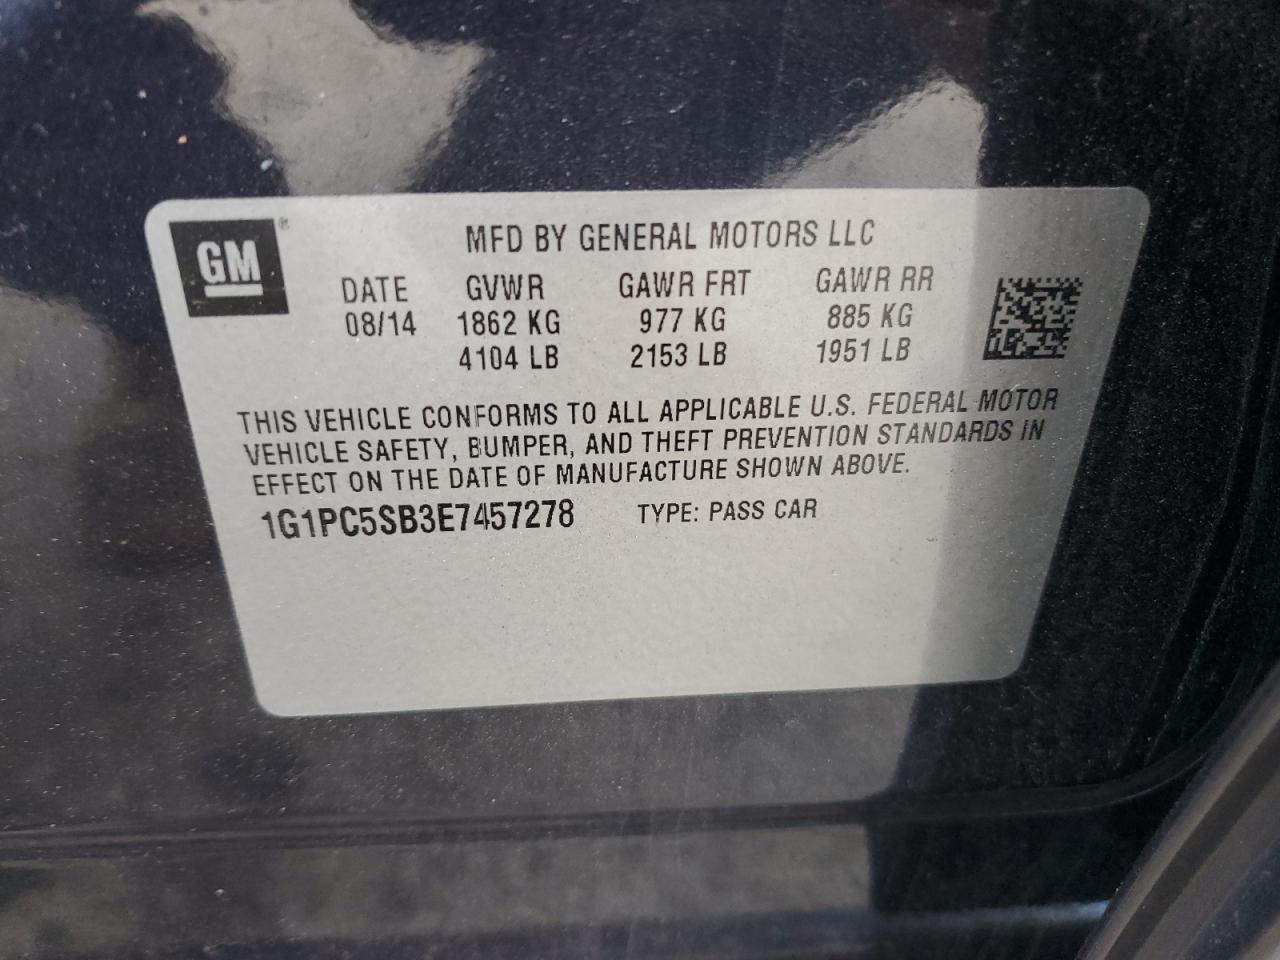 GM ®
MFD BY GENERAL MOTORS LLC
DATE GVWR GAWR FRT GAWR RR
08/14 1862 KG 977 KG 885 KG
4104 LB 2153 LB 1951 LB
THIS VEHICLE CONFORMS TO ALL APPLICABLE U.S. FEDERAL MOTOR
VEHICLE SAFETY, BUMPER, AND THEFT PREVENTION STANDARDS IN
EFFECT ON THE DATE OF MANUFACTURE SHOWN ABOVE.
1G1PC5SB3E7457278 TYPE: PASS CAR